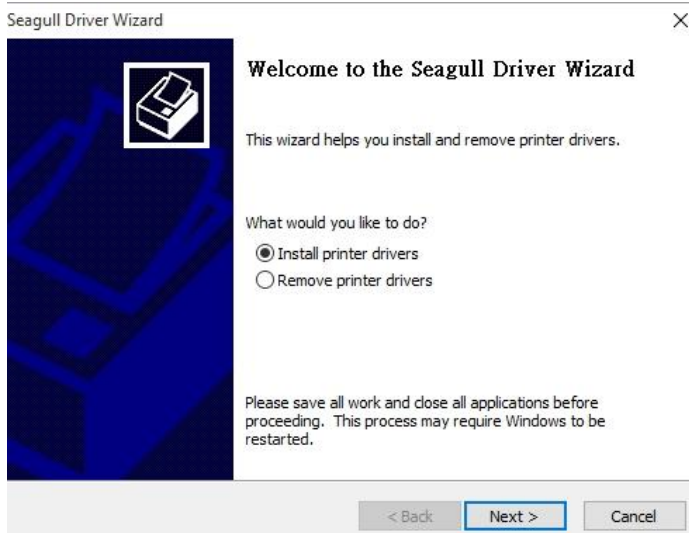 Seagull Driver Wizard
Welcome to the Seagull Driver Wizard
This wizard helps you install and remove printer drivers.
What would you like to do?
Install printer drivers
Remove printer drivers
Please save all work and close all applications before
proceeding. This process may require Windows to be
restarted.
< Back Next > Cancel